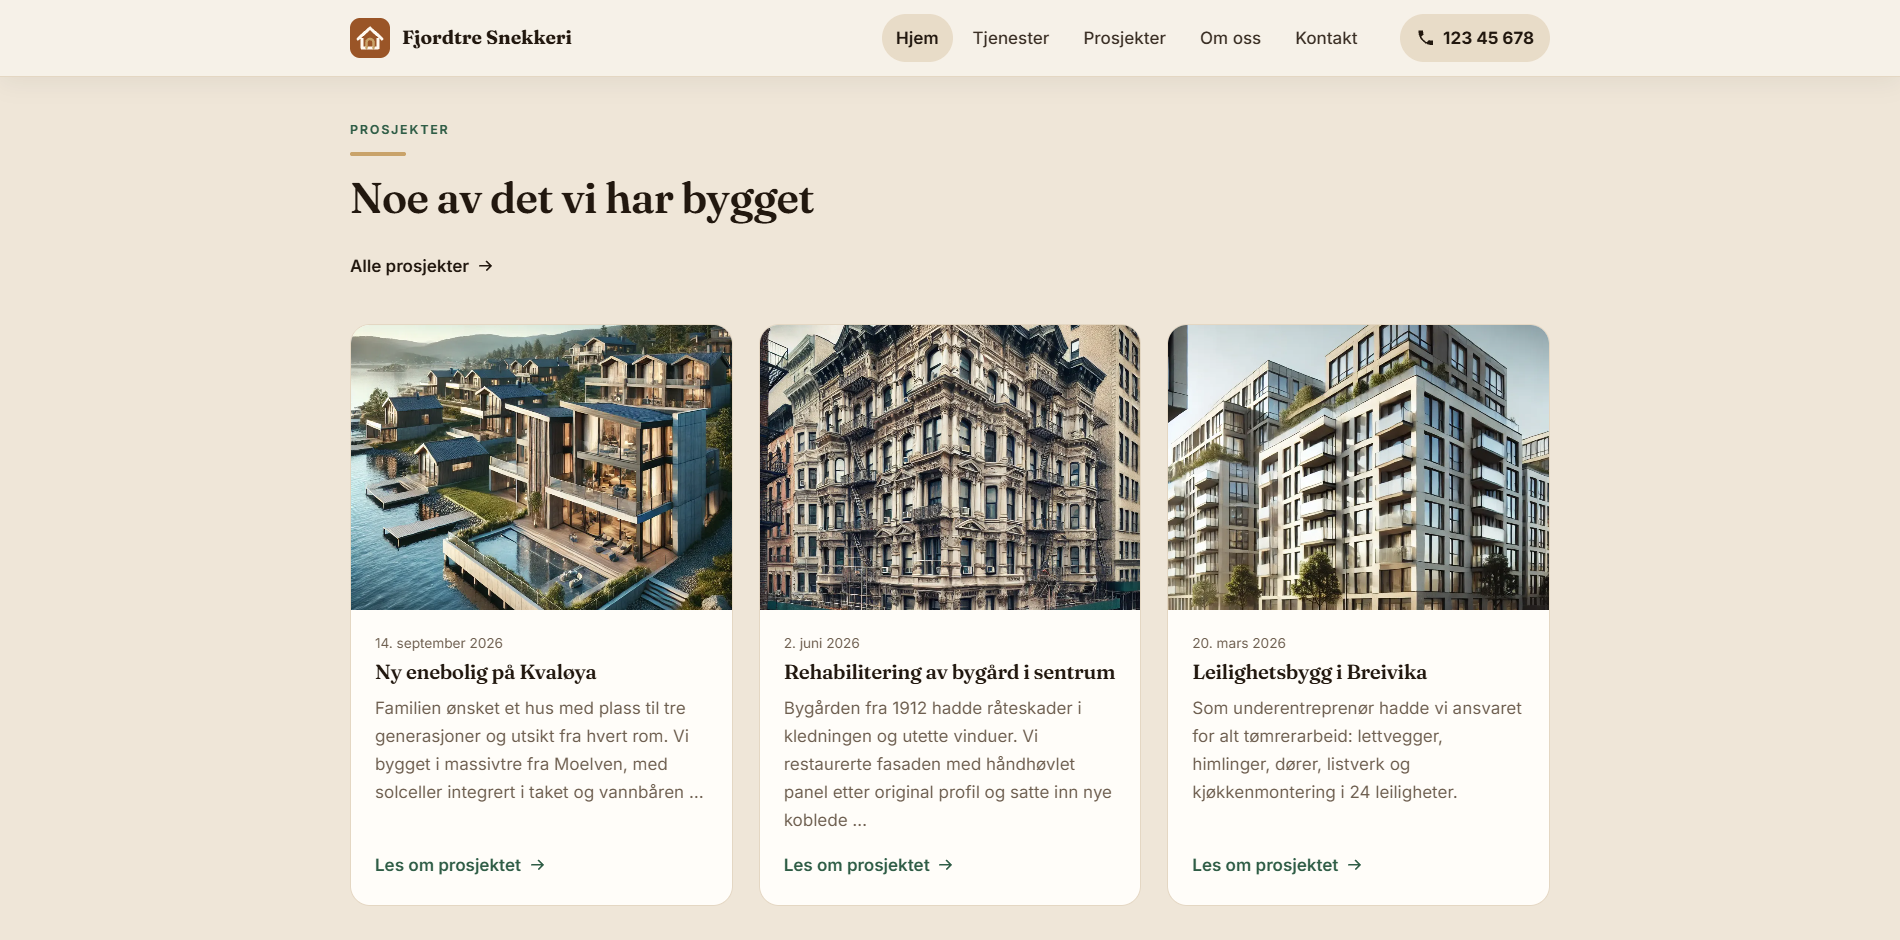 Fjordtre Snekkeri
Hjem
Tjenester
Prosjekter
Om oss
Kontakt
123 45 678
PROSJEKTER
Noe av det vi har bygget
Alle prosjekter →
14. september 2026
Ny enebolig på Kvaløya
Familien ønsket et hus med plass til tre
generasjoner og utsikt fra hvert rom. Vi
bygget i massivtre fra Moelven, med
solceller integrert i taket og vannbåren ...
Les om prosjektet →
2. juni 2026
Rehabilitering av bygård i sentrum
Bygården fra 1912 hadde råteskader i
kledningen og utette vinduer. Vi
restaurerte fasaden med håndhøvlet
panel etter original profil og satte inn nye
koblede ...
Les om prosjektet →
20. mars 2026
Leilighetsbygg i Breivika
Som underentreprenør hadde vi ansvaret
for alt tømrerarbeid: lettvegger,
himlinger, dører, listverk og
kjøkkenmontering i 24 leiligheter.
Les om prosjektet →